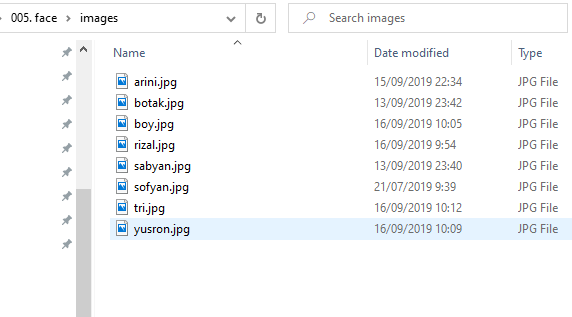 005. face > images
Search images
Name Date modified Type
arini.jpg 15/09/2019 22:34 JPG File
botak.jpg 13/09/2019 23:42 JPG File
boy.jpg 16/09/2019 10:05 JPG File
rizal.jpg 16/09/2019 9:54 JPG File
sabyan.jpg 13/09/2019 23:40 JPG File
sofyan.jpg 21/07/2019 9:39 JPG File
tri.jpg 16/09/2019 10:12 JPG File
yusron.jpg 16/09/2019 10:09 JPG File